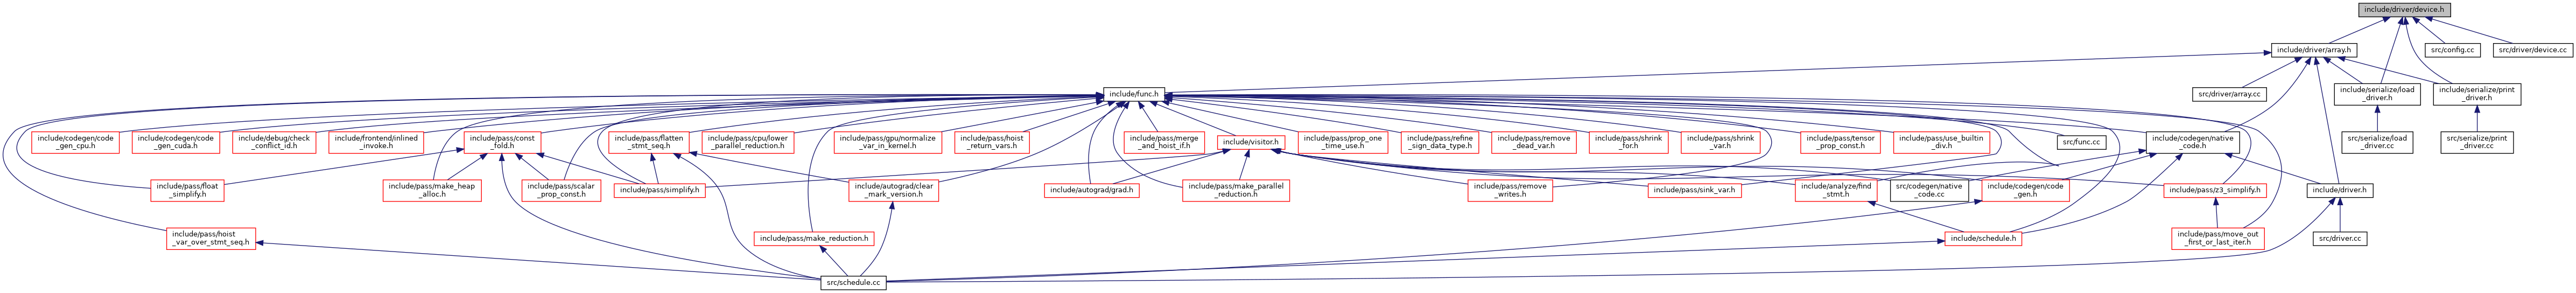 include/driver/device.h
include/driver/array.h
src/config.cc
src/driver/device.cc
include/func.h
src/driver/array.cc
include/serialize/load
_driver.h
include/serialize/print
_driver.h
include/codegen/code
_gen_cpu.h
include/codegen/code
_gen_cuda.h
include/debug/check
_conflict_id.h
include/frontend/inlined
_invoke.h
include/pass/const
_fold.h
include/pass/flatten
_stmt_seq.h
include/pass/cpu/lower
_parallel_reduction.h
include/pass/gpu/normalize
_var_in_kernel.h
include/pass/hoist
_return_vars.h
include/pass/merge
_and_hoist_if.h
include/visitor.h
include/pass/prop_one
_time_use.h
include/pass/refine
_sign_data_type.h
include/pass/remove
_dead_var.h
include/pass/shrink
_for.h
include/pass/shrink
_var.h
include/pass/tensor
_prop_const.h
include/pass/use_builtin
_div.h
src/func.cc
include/codegen/native
_code.h
src/serialize/load
_driver.cc
src/serialize/print
_driver.cc
include/pass/float
_simplify.h
include/pass/make_heap
_alloc.h
include/pass/scalar
_prop_const.h
include/pass/simplify.h
include/autograd/clear
_mark_version.h
include/autograd/grad.h
include/pass/make_parallel
_reduction.h
include/pass/remove
_writes.h
include/pass/sink_var.h
include/analyze/find
_stmt.h
src/codegen/native
_code.cc
include/codegen/code
_gen.h
include/pass/z3_simplify.h
include/driver.h
include/pass/hoist
_var_over_stmt_seq.h
include/pass/make_reduction.h
include/schedule.h
include/pass/move_out
_first_or_last_iter.h
src/driver.cc
src/schedule.cc